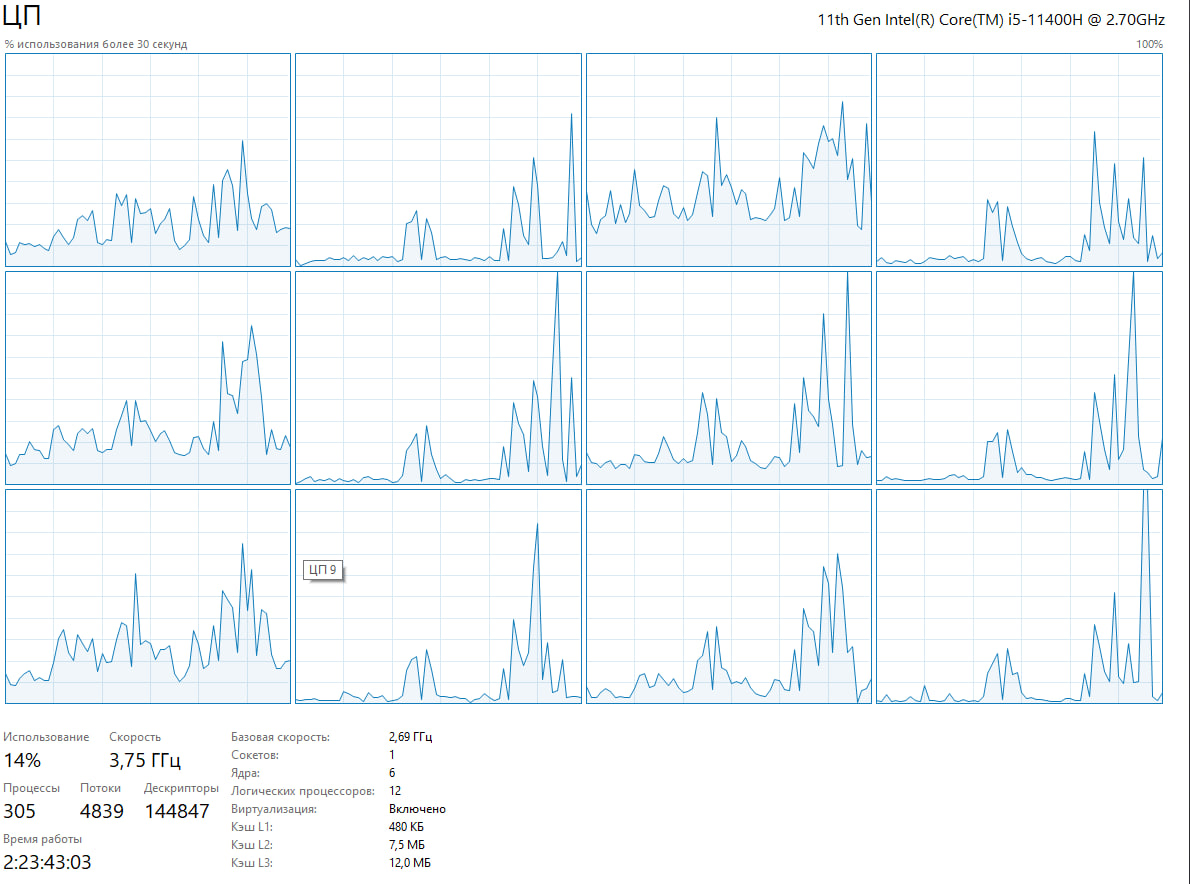 ЦП
11th Gen Intel(R) Core(TM) i5-11400H @ 2.70GHz
% использования более 30 секунд
100%
ЦП 9
Использование
Скорость
14%
3,75 ГГц
Процессы
Потоки
Дескрипторы
305
4839
144847
Время работы
2:23:43:03
Базовая скорость:
2,69 ГГц
Сокетов:
1
Ядра:
6
Логических процессоров:
12
Виртуализация:
Включено
Кэш L1:
480 КБ
Кэш L2:
7,5 МБ
Кэш L3:
12,0 МБ